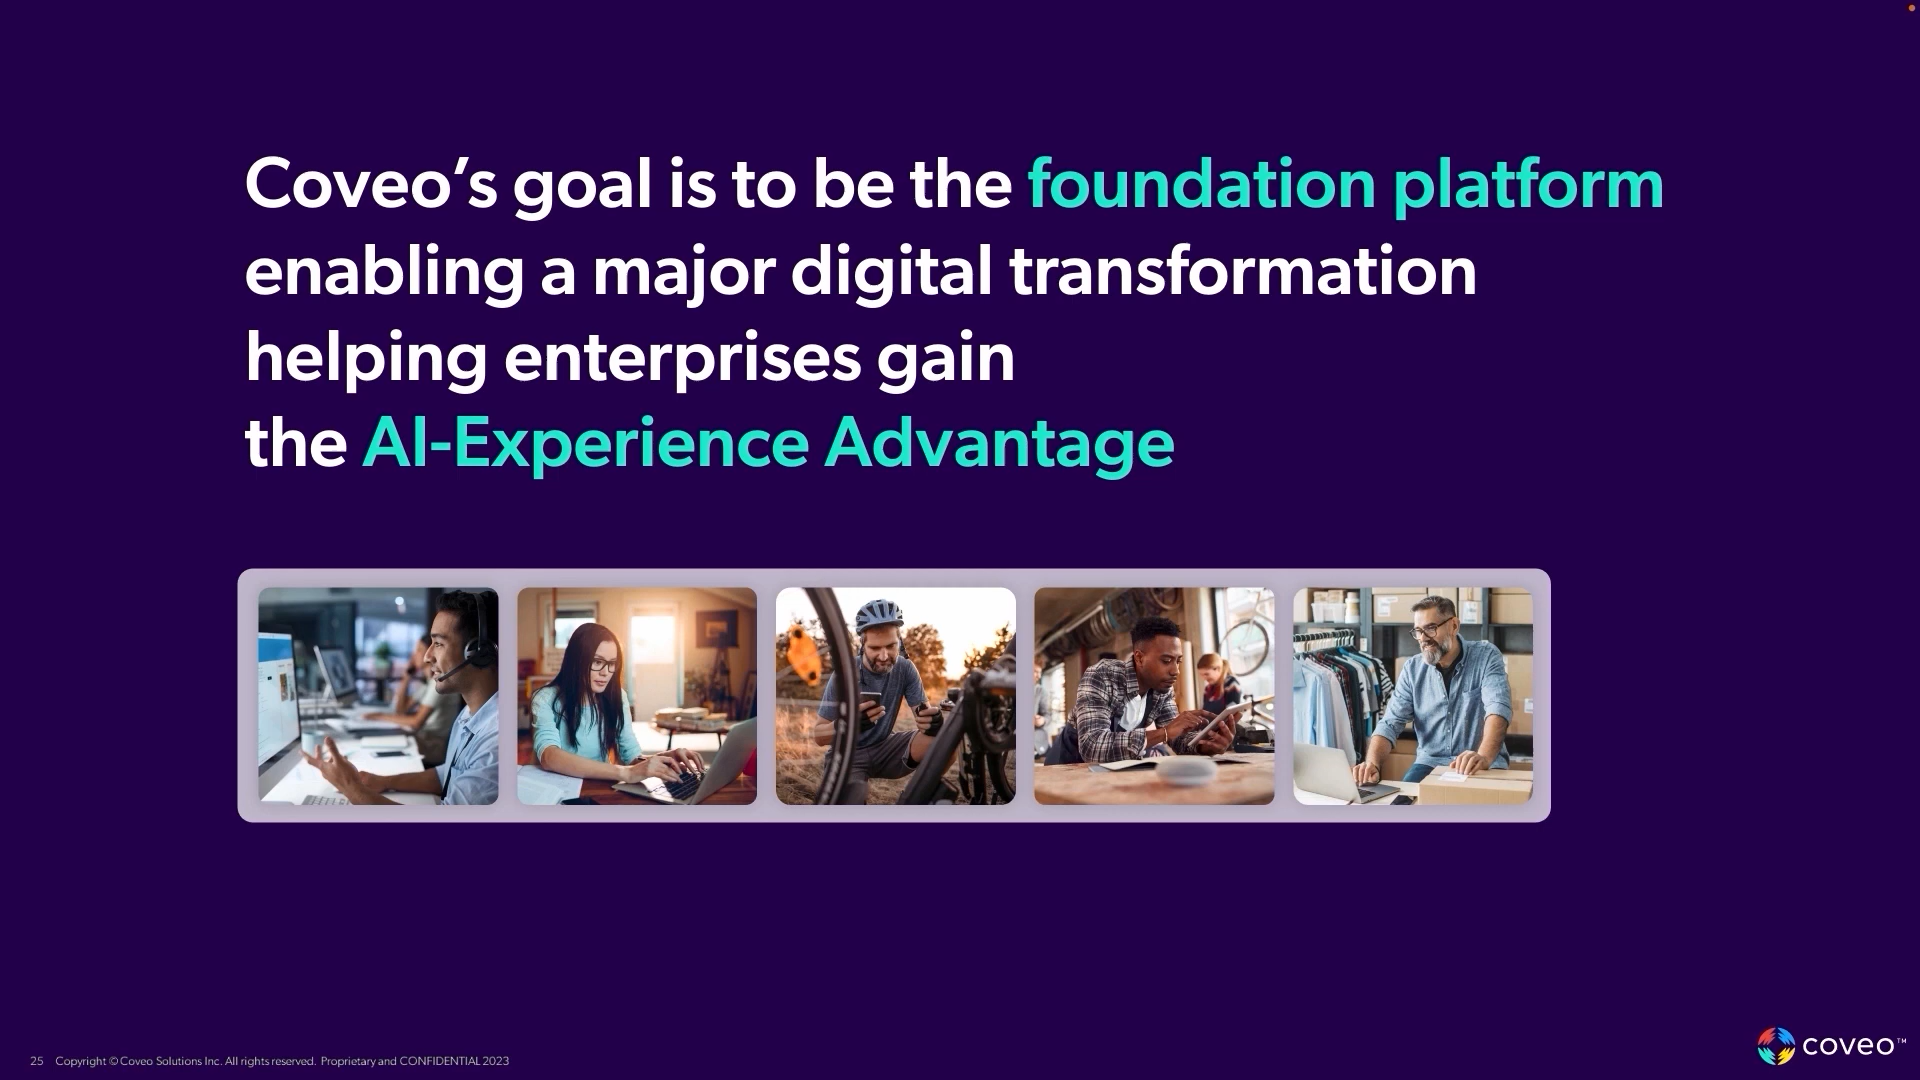 Coveo’s goal is to be the foundation platform
enabling a major digital transformation
helping enterprises gain
the AI-Experience Advantage
25 Copyright © Coveo Solutions Inc. All rights reserved. Proprietary and CONFIDENTIAL 2023
coveo™